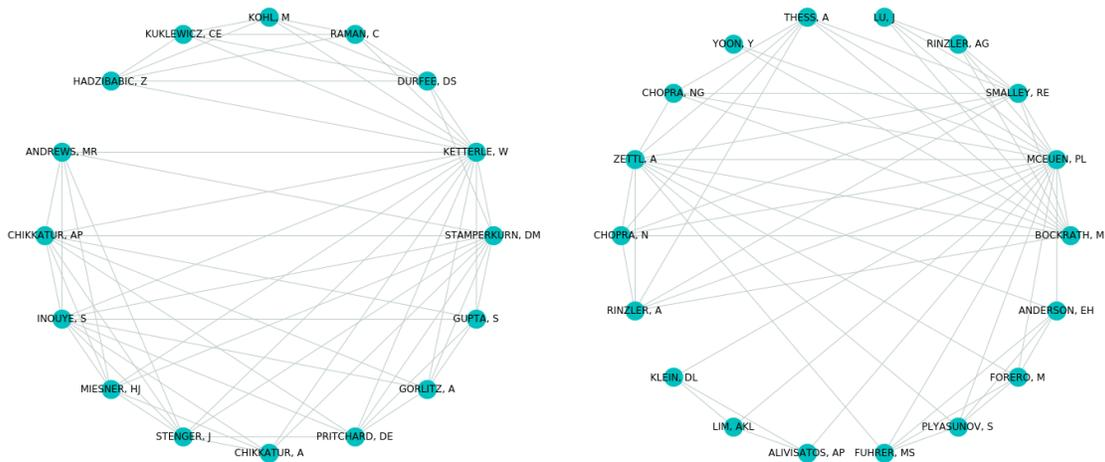 KOHL, M
KUKLEWICZ, CE
RAMAN, C
HADZIBABIC, Z
DURFEE, DS
ANDREWS, MR
KETTERLE, W
CHIKKATUR, AP
STAMPERKURN, DM
INOUYE, S
GUPTA, S
MIESNER, HJ
GORLITZ, A
STENGER, J
PRITCHARD, DE
CHIKKATUR, A
THESS, A
LU, J
YOON, Y
RINZLER, AG
CHOPRA, NG
SMALLEY, RE
ZETTL, A
MCEUEN, PL
CHOPRA, N
BOCKRATH, M
RINZLER, A
ANDERSON, EH
KLEIN, DL
FORERO, M
LIM, AKL
PLYASUNOV, S
ALIVISATOS, AP
FUHRER, MS